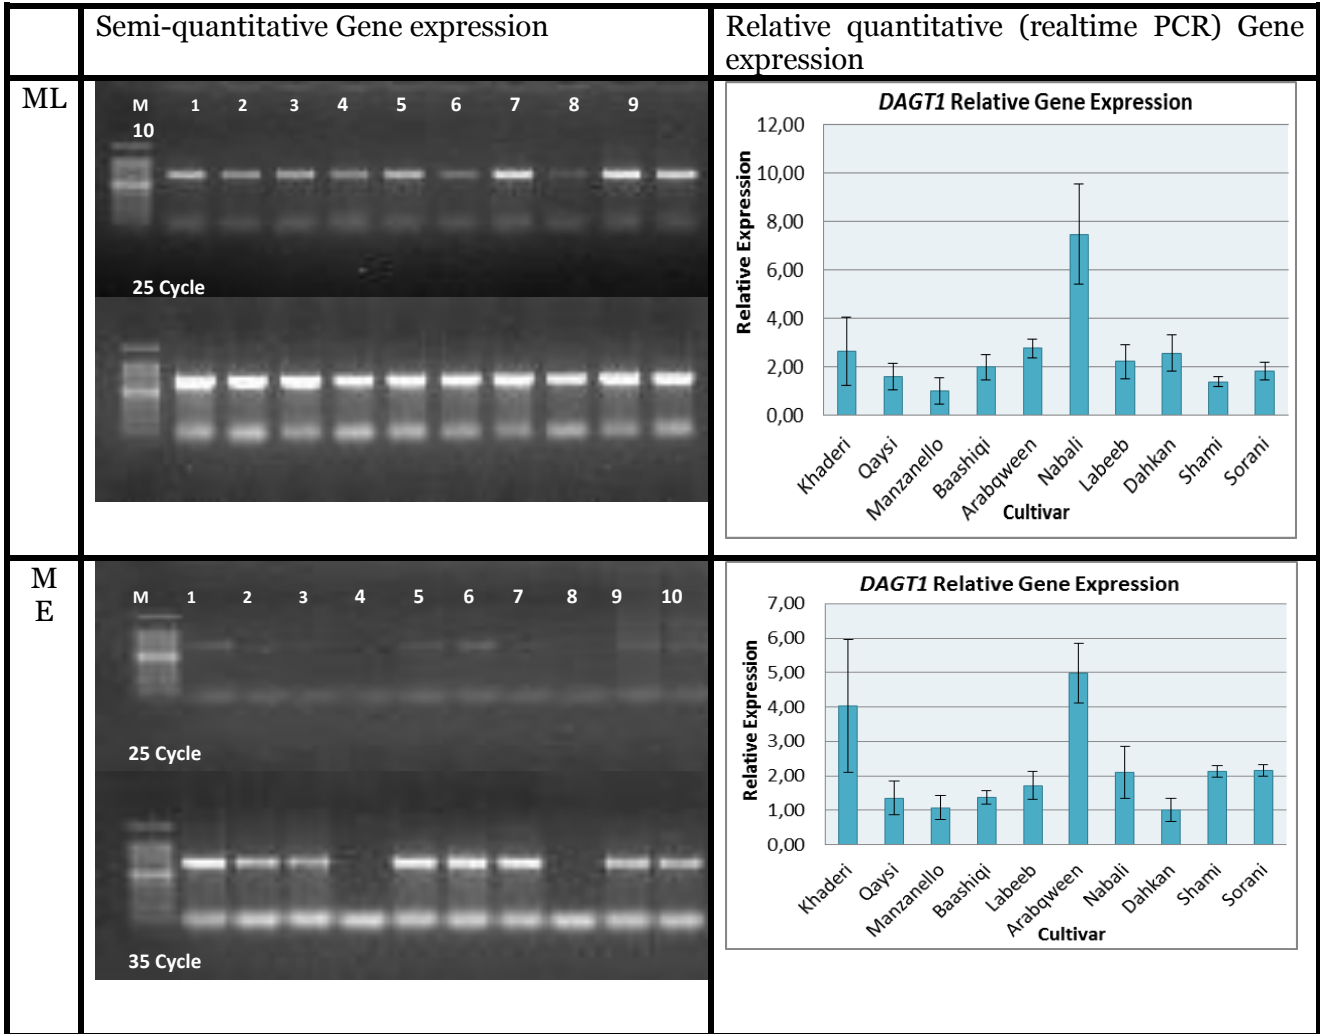 Semi-quantitative Gene expression
Relative quantitative (realtime PCR) Gene
expression
ML
M 1 2 3 4 5 6 7 8 9
10
25 Cycle
DAGT1 Relative Gene Expression
12,00
10,00
8,00
6,00
4,00
2,00
0,00
Relative Expression
Khaderi Qaysi Manzanello Baashiqi Arabqween Nabali Labeeb Dahkan Shami Sorani
Cultivar
M
E
M 1 2 3 4 5 6 7 8 9 10
25 Cycle
35 Cycle
DAGT1 Relative Gene Expression
7,00
6,00
5,00
4,00
3,00
2,00
1,00
0,00
Relative Expression
Khaderi Qaysi Manzanello Baashiqi Labeeb Arabqween Nabali Dahkan Shami Sorani
Cultivar